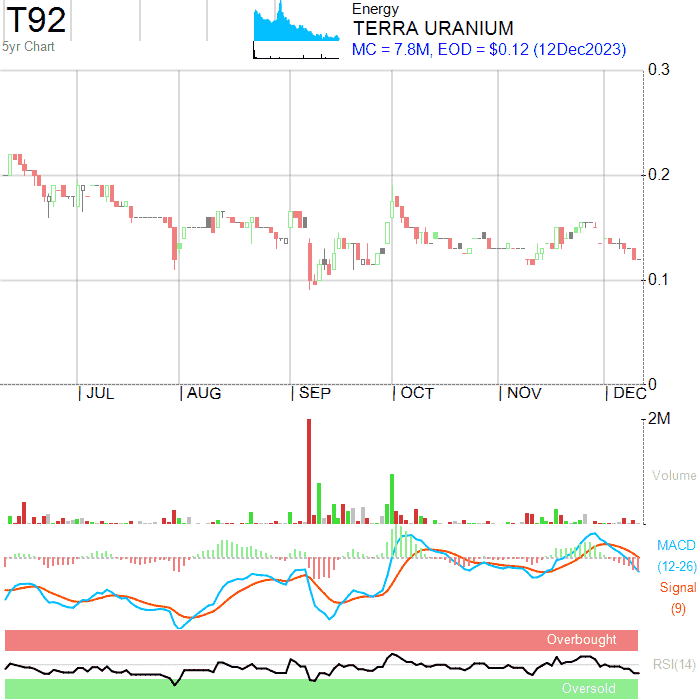 T92
5yr Chart
Energy
TERRA URANIUM
MC = 7.8M, EOD = $0.12 (12Dec2023)
0.3
0.2
0.1
0
JUL AUG SEP OCT NOV DEC
2M
Volume
MACD
(12-26)
Signal
(9)
Overbought
RSI(14)
Oversold